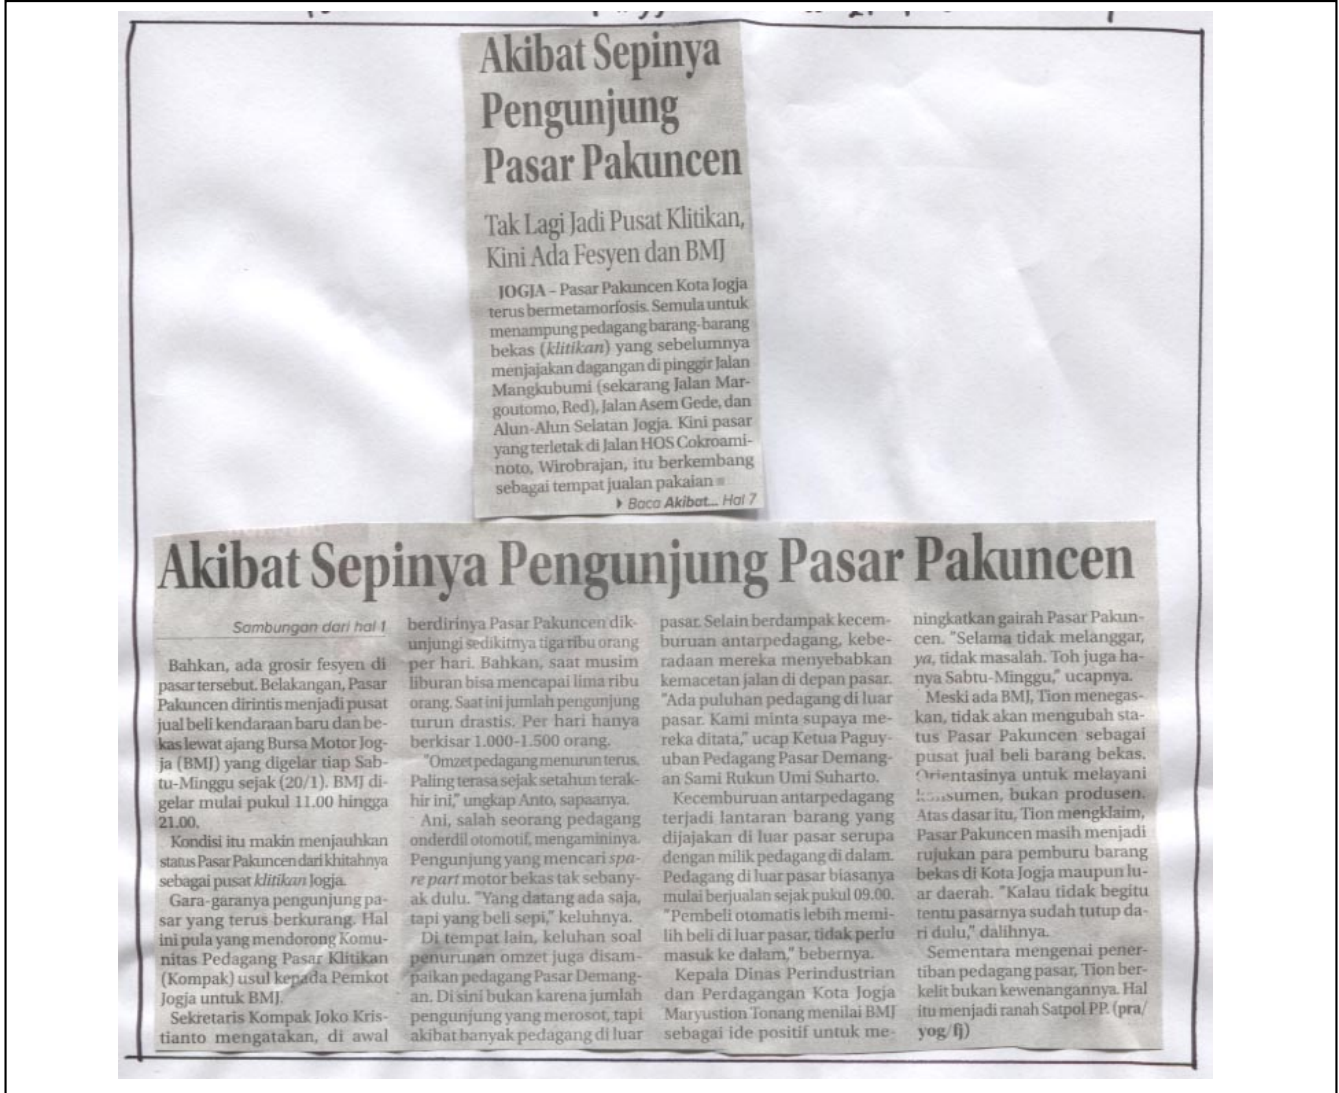 Akibat Sepinya
Pengunjung
Pasar Pakuncen
Tak Lagi Jadi Pusat Klitikan,
Kini Ada Fesyen dan BMJ
JOGJA – Pasar Pakuncen Kota Jogja
terus bermetamorfosis. Semula untuk
menampung pedagang barang-barang
bekas (klitikan) yang sebelumnya
menjajakan dagangan di pinggir Jalan
Mangkubumi (sekarang Jalan Mar-
goutomo, Red), Jalan Asem Gede, dan
Alun-Alun Selatan Jogja. Kini pasar
yang terletak di Jalan HOS Cokroami-
noto, Wirobrajan, itu berkembang
sebagai tempat jualan pakaian
Baca Akibat... Hal 7
Akibat Sepinya Pengunjung Pasar Pakuncen
Sambungan dari hal 1
Bahkan, ada grosir fesyen di
pasar tersebut. Belakangan, Pasar
Pakuncen dirintis menjadi pusat
jual beli kendaraan baru dan be-
kas lewat ajang Bursa Motor Jog-
ja (BMJ) yang digelar tiap Sab-
tu-Minggu sejak (20/1). BMJ di-
gelar mulai pukul 11.00 hingga
21.00.
Kondisi itu makin menjauhkan
status Pasar Pakuncen dari khitahnya
sebagai pusat klitikan Jogja.
Gara-garanya pengunjung pa-
sar yang terus berkurang. Hal
ini pula yang mendorong Komu-
nitas Pedagang Pasar Klitikan
(Kompak) usul kepada Pemkot
Jogja untuk BMJ.
Sekretaris Kompak Joko Kris-
tianto mengatakan, di awal
berdirinya Pasar Pakuncen dik-
unjungi sedikitnya tiga ribu orang
per hari. Bahkan, saat musim
liburan bisa mencapai lima ribu
orang. Saat ini jumlah pengunjung
turun drastis. Per hari hanya
berkisar 1.000-1.500 orang.
"Omzet pedagang menurun terus.
Paling terasa sejak setahun terak-
hir ini," ungkap Anto, sapaanya.
Ani, salah seorang pedagang
onderdil otomotif, mengamininya.
Pengunjung yang mencari spa-
re part motor bekas tak sebany-
ak dulu. "Yang datang ada saja,
tapi yang beli sepi," keluhnya.
Di tempat lain, keluhan soal
penurunan omzet juga disam-
paikan pedagang Pasar Demang-
an. Di sini bukan karena jumlah
pengunjung yang merosot, tapi
akibat banyak pedagang di luar
pasar. Selain berdampak kecem-
buruan antarpedagang, kebe-
radaan mereka menyebabkan
kemacetan jalan di depan pasar.
"Ada puluhan pedagang di luar
pasar. Kami minta supaya me-
reka ditata," ucap Ketua Paguy-
uban Pedagang Pasar Demang-
an Sami Rukun Umi Suharto.
Kecemburuan antarpedagang
terjadi lantaran barang yang
dijajakan di luar pasar serupa
dengan milik pedagang di dalam.
Pedagang di luar pasar biasanya
mulai berjualan sejak pukul 09.00.
"Pembeli otomatis lebih memi-
lih beli di luar pasar, tidak perlu
masuk ke dalam," bebernya.
Kepala Dinas Perindustrian
dan Perdagangan Kota Jogja
Maryustion Tonang menilai BMJ
sebagai ide positif untuk me-
ningkatkan gairah Pasar Pakun-
cen. "Selama tidak melanggar,
ya, tidak masalah. Toh juga ha-
nya Sabtu-Minggu," ucapnya.
Meski ada BMJ, Tion menegas-
kan, tidak akan mengubah sta-
tus Pasar Pakuncen sebagai
pusat jual beli barang bekas.
Orientasinya untuk melayani
konsumen, bukan produsen.
Atas dasar itu, Tion mengklaim,
Pasar Pakuncen masih menjadi
rujukan para pemburu barang
bekas di Kota Jogja maupun lu-
ar daerah. "Kalau tidak begitu
tentu pasarnya sudah tutup da-
ri dulu," dalihnya.
Sementara mengenai pener-
tiban pedagang pasar, Tion ber-
kelit bukan kewenangannya. Hal
itu menjadi ranah Satpol PP. (pra/
yog/fj)